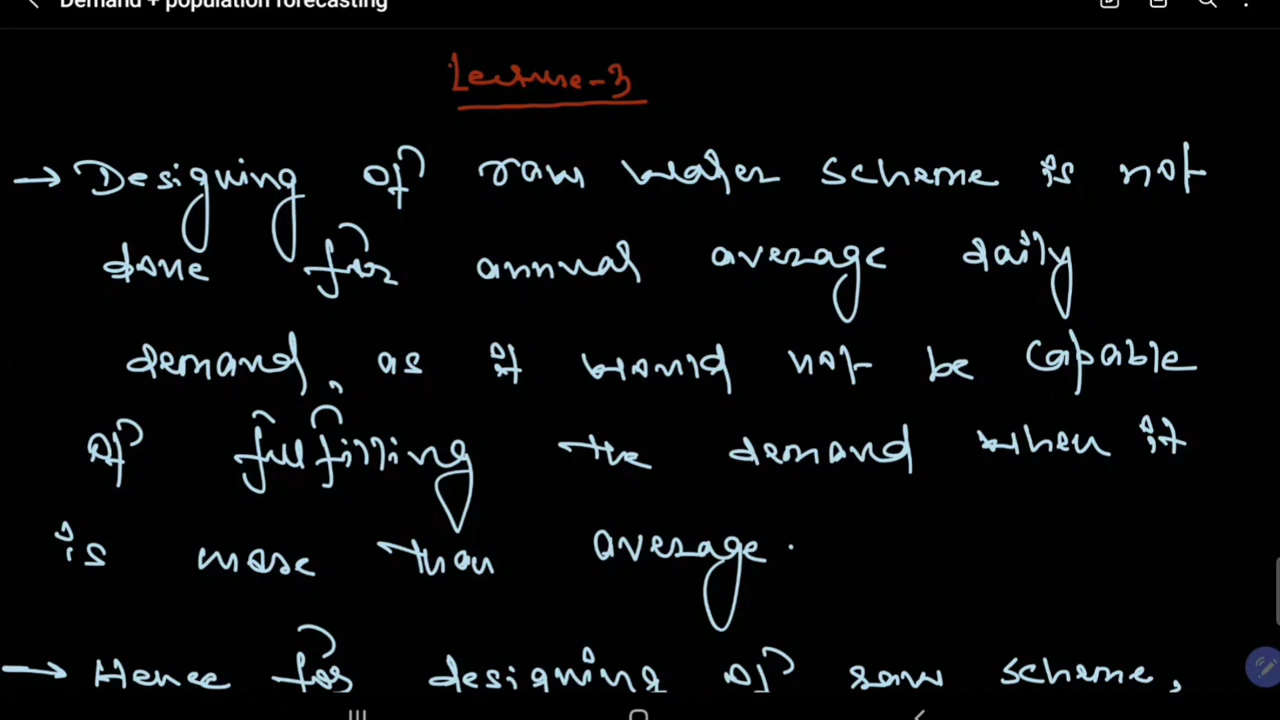 Demand + population forecasting
Lecture-3
→ Designing of raw water scheme is not
done for annual average daily
demand, as it would not be capable
of fulfilling the demand when it
is more than average.
→ Hence for designing of raw scheme,